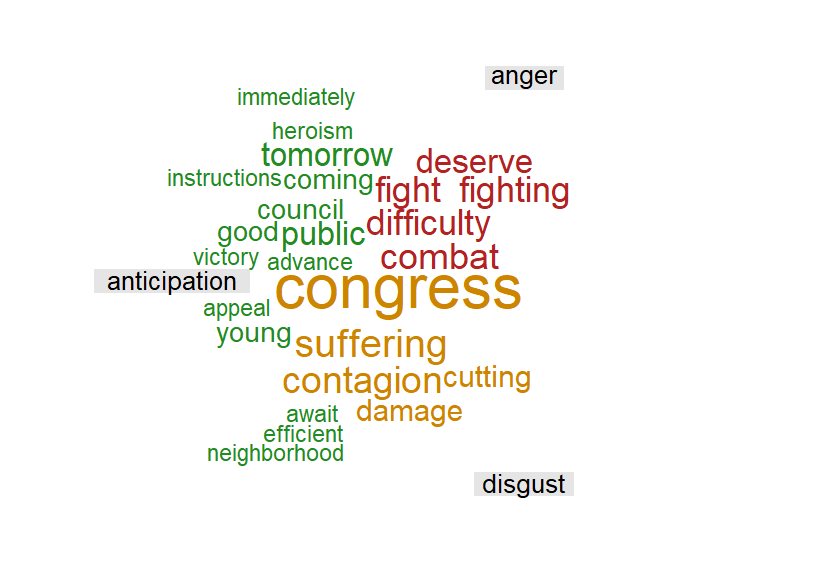 anger
immediately
heroism
tomorrow
deserve
instructions
coming
fight
fighting
council
difficulty
good
public
victory
advance
combat
anticipation
congress
appeal
young
suffering
contagion
cutting
await
damage
efficient
neighborhood
disgust